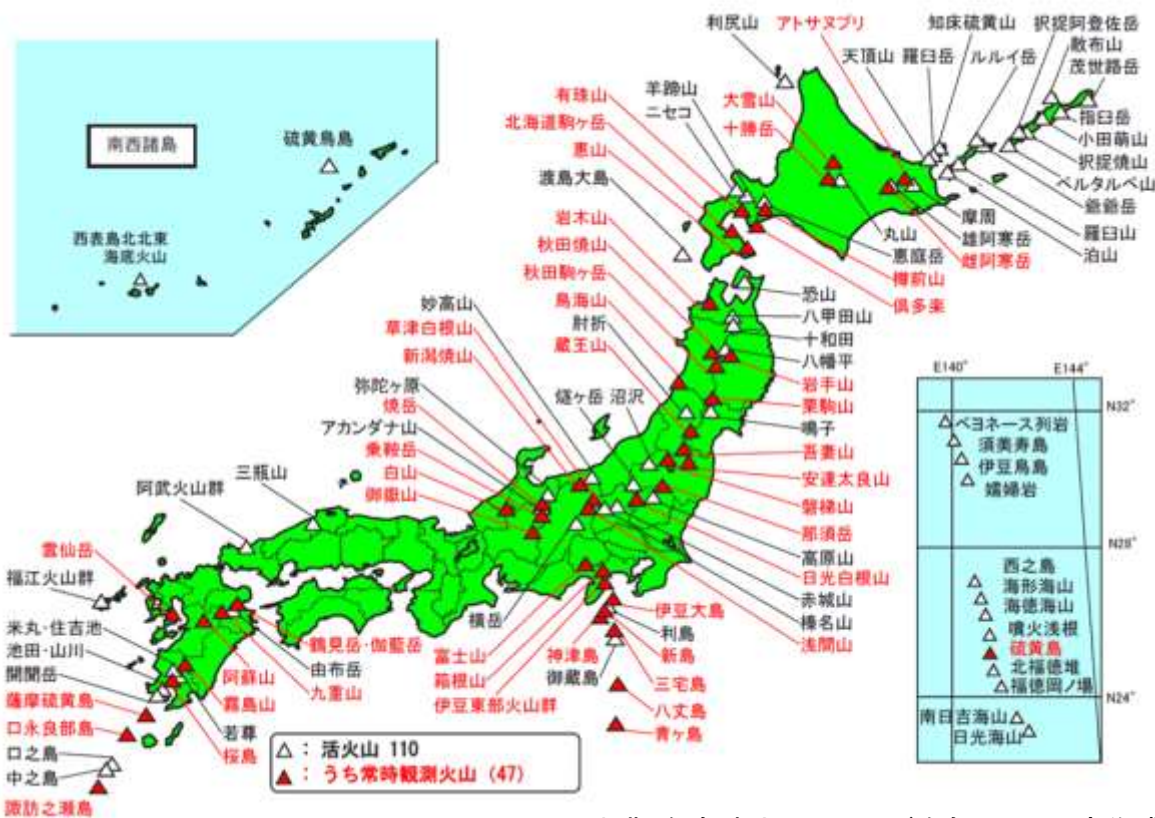 南西諸島
硫黄鳥島
西表島北北東
海底火山
利尻山
アトサヌプリ
知床硫黄山
択捉阿登佐岳
散布山
茂世路岳
天頂山
羅臼岳
ルルイ岳
羊蹄山
ニセコ
有珠山
北海道駒ヶ岳
恵山
渡島大島
大雪山
十勝岳
指臼岳
小田萌山
択捉焼山
ベルタルベ山
爺爺岳
羅臼山
泊山
摩周
雄阿寒岳
雌阿寒岳
丸山
恵庭岳
樽前山
倶多楽
岩木山
秋田焼山
秋田駒ヶ岳
鳥海山
肘折
蔵王山
恐山
八甲田山
十和田
八幡平
岩手山
栗駒山
鳴子
吾妻山
安達太良山
磐梯山
那須岳
高原山
日光白根山
赤城山
榛名山
浅間山
妙高山
草津白根山
新潟焼山
弥陀ヶ原
焼岳
アカンダナ山
乗鞍岳
白山
御嶽山
燧ヶ岳
沼沢
三瓶山
阿武火山群
雲仙岳
福江火山群
米丸・住吉池
池田・山川
開聞岳
薩摩硫黄島
口永良部島
口之島
中之島
諏訪之瀬島
横岳
鶴見岳・伽藍岳
由布岳
九重山
阿蘇山
霧島山
若尊
桜島
富士山
箱根山
伊豆東部火山群
伊豆大島
利島
新島
神津島
御蔵島
三宅島
八丈島
青ヶ島
△ : 活火山 110
▲ : うち常時観測火山 (47)
E140°
E144°
N32°
ベヨネース列岩
須美寿島
伊豆鳥島
孀婦岩
N28°
西之島
海形海山
海徳海山
噴火浅根
硫黄島
北福徳堆
福徳岡ノ場
N24°
南日吉海山
日光海山